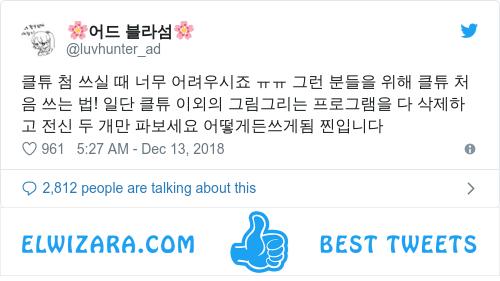 🌸어드 블라섬🌸
@luvhunter_ad
클튜 첨 쓰실 때 너무 어려우시죠 ㅠㅠ 그런 분들을 위해 클튜 처
음 쓰는 법! 일단 클튜 이외의 그림그리는 프로그램을 다 삭제하
고 전신 두 개만 파보세요 어떻게든쓰게됨 찐입니다
961 5:27 AM - Dec 13, 2018
2,812 people are talking about this
ELWIZARA.COM BEST TWEETS